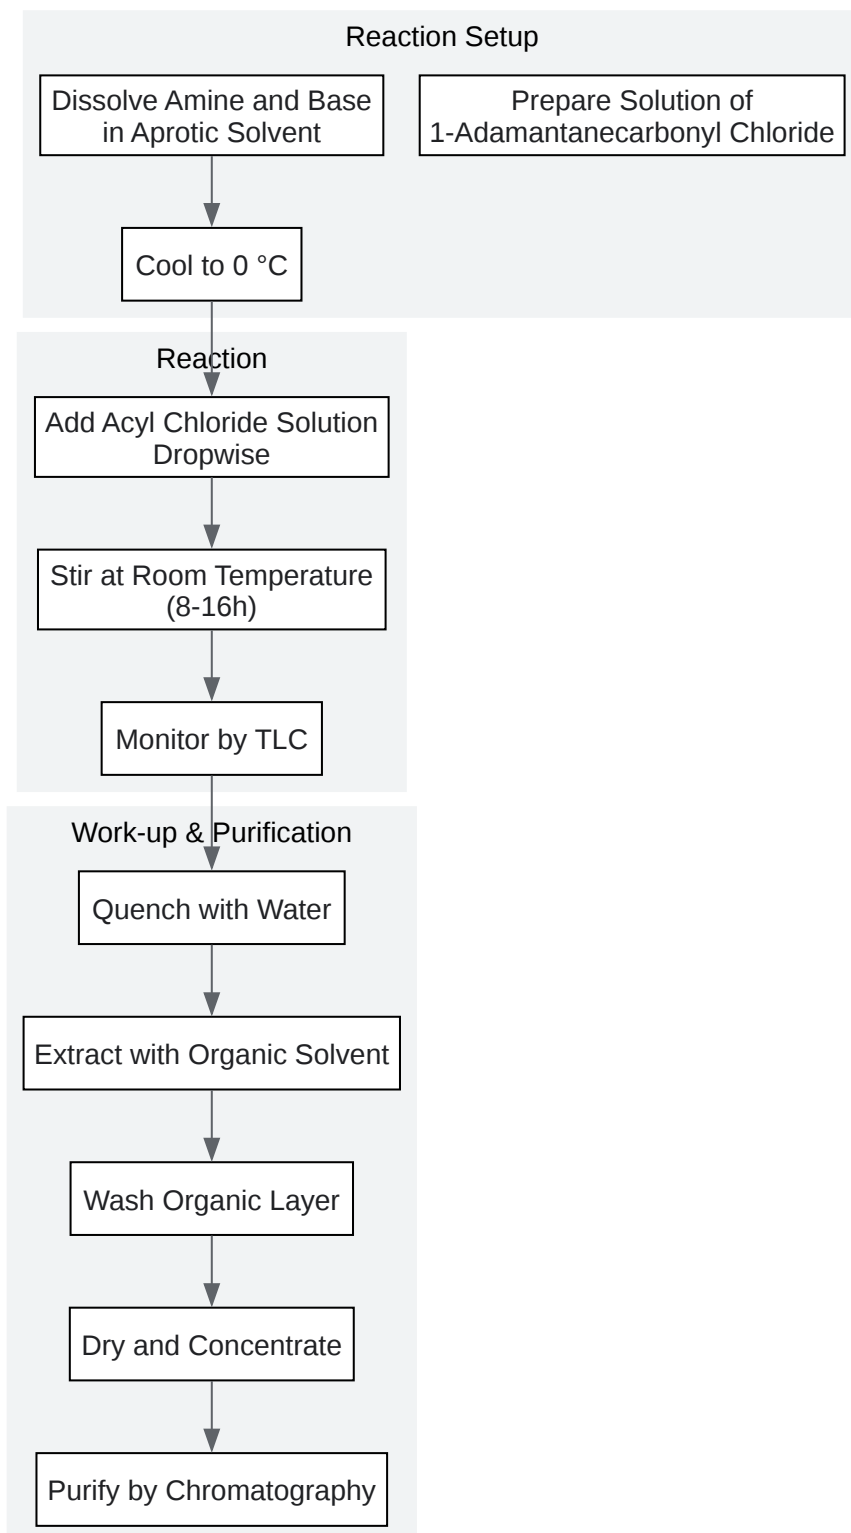 Reaction Setup
Dissolve Amine and Base
in Aprotic Solvent
Prepare Solution of
1-Adamantanecarbonyl Chloride
Cool to 0 °C
Reaction
Add Acyl Chloride Solution
Dropwise
Stir at Room Temperature
(8-16h)
Monitor by TLC
Work-up & Purification
Quench with Water
Extract with Organic Solvent
Wash Organic Layer
Dry and Concentrate
Purify by Chromatography